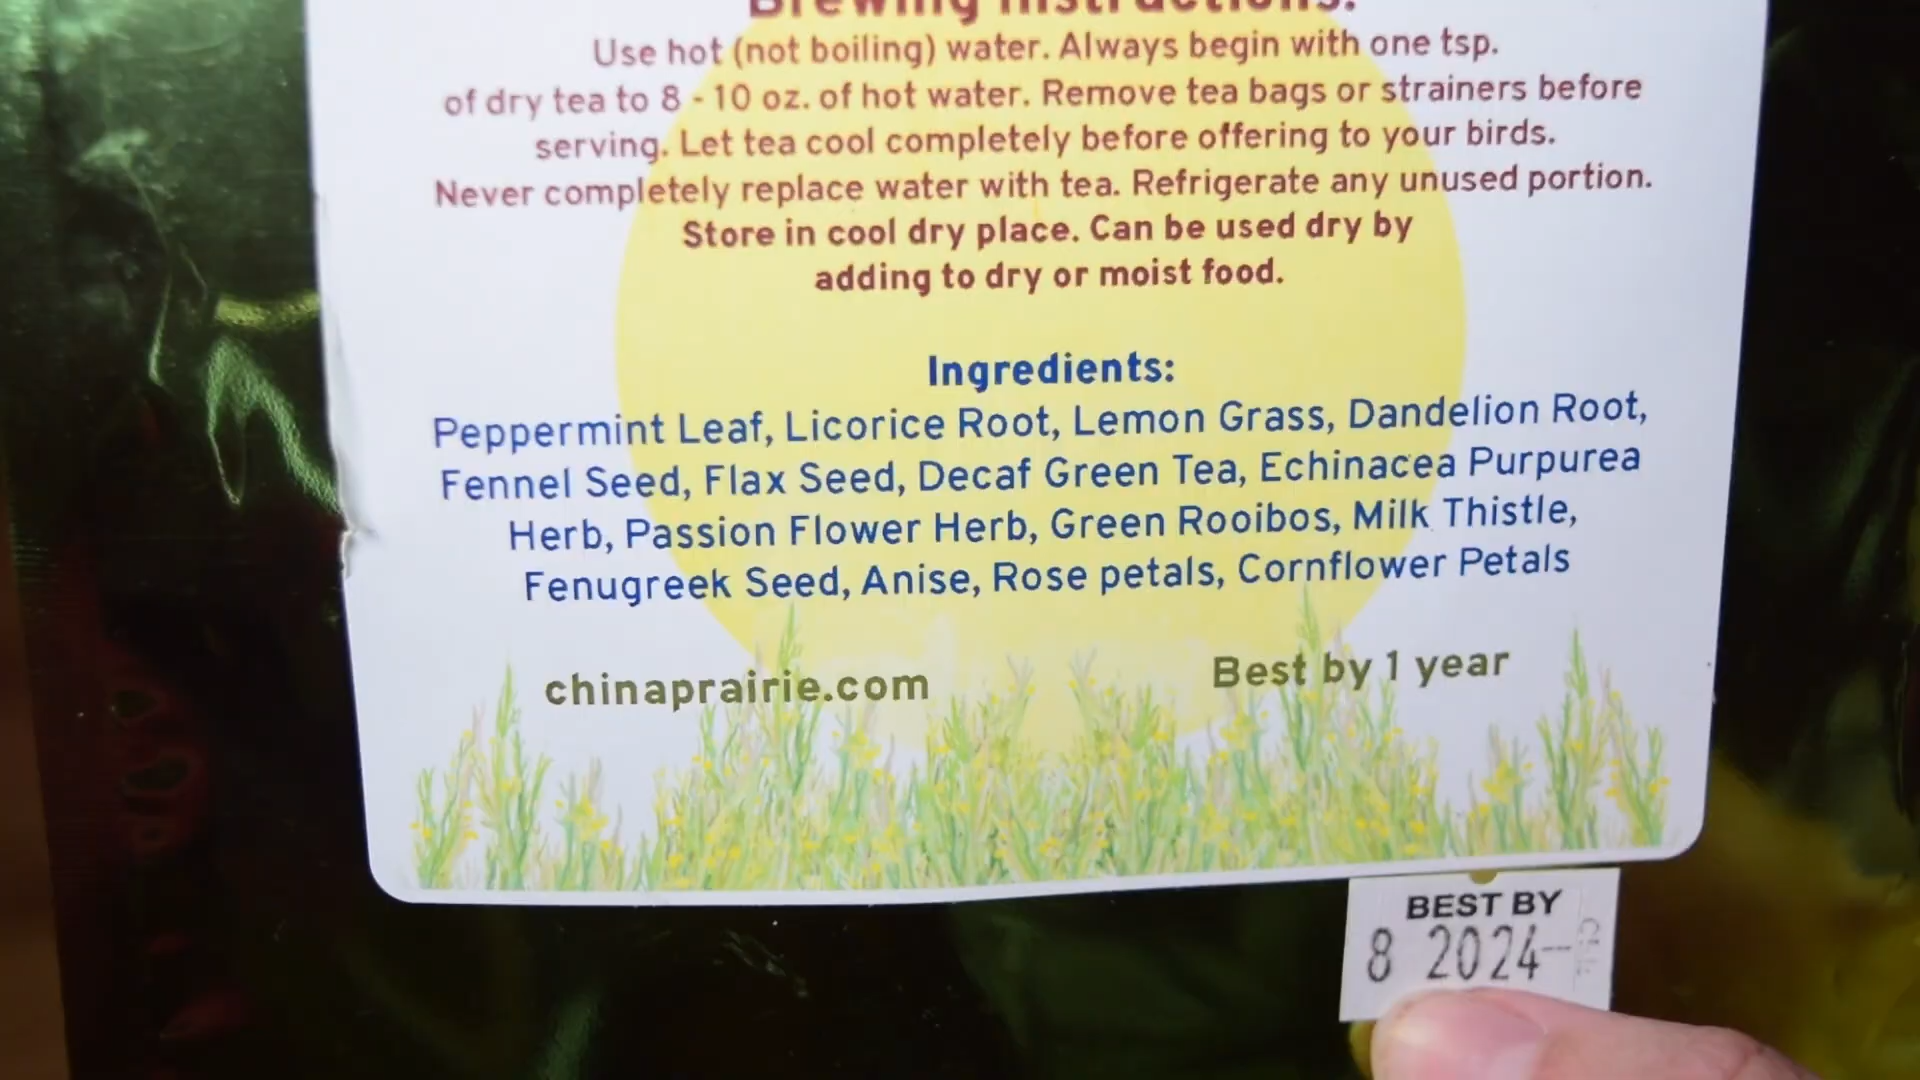 Brewing Instructions:
Use hot (not boiling) water. Always begin with one tsp.
of dry tea to 8 - 10 oz. of hot water. Remove tea bags or strainers before
serving. Let tea cool completely before offering to your birds.
Never completely replace water with tea. Refrigerate any unused portion.
Store in cool dry place. Can be used dry by
adding to dry or moist food.
Ingredients:
Peppermint Leaf, Licorice Root, Lemon Grass, Dandelion Root,
Fennel Seed, Flax Seed, Decaf Green Tea, Echinacea Purpurea
Herb, Passion Flower Herb, Green Rooibos, Milk Thistle,
Fenugreek Seed, Anise, Rose petals, Cornflower Petals
chinaprairie.com
Best by 1 year
BEST BY
8 2024